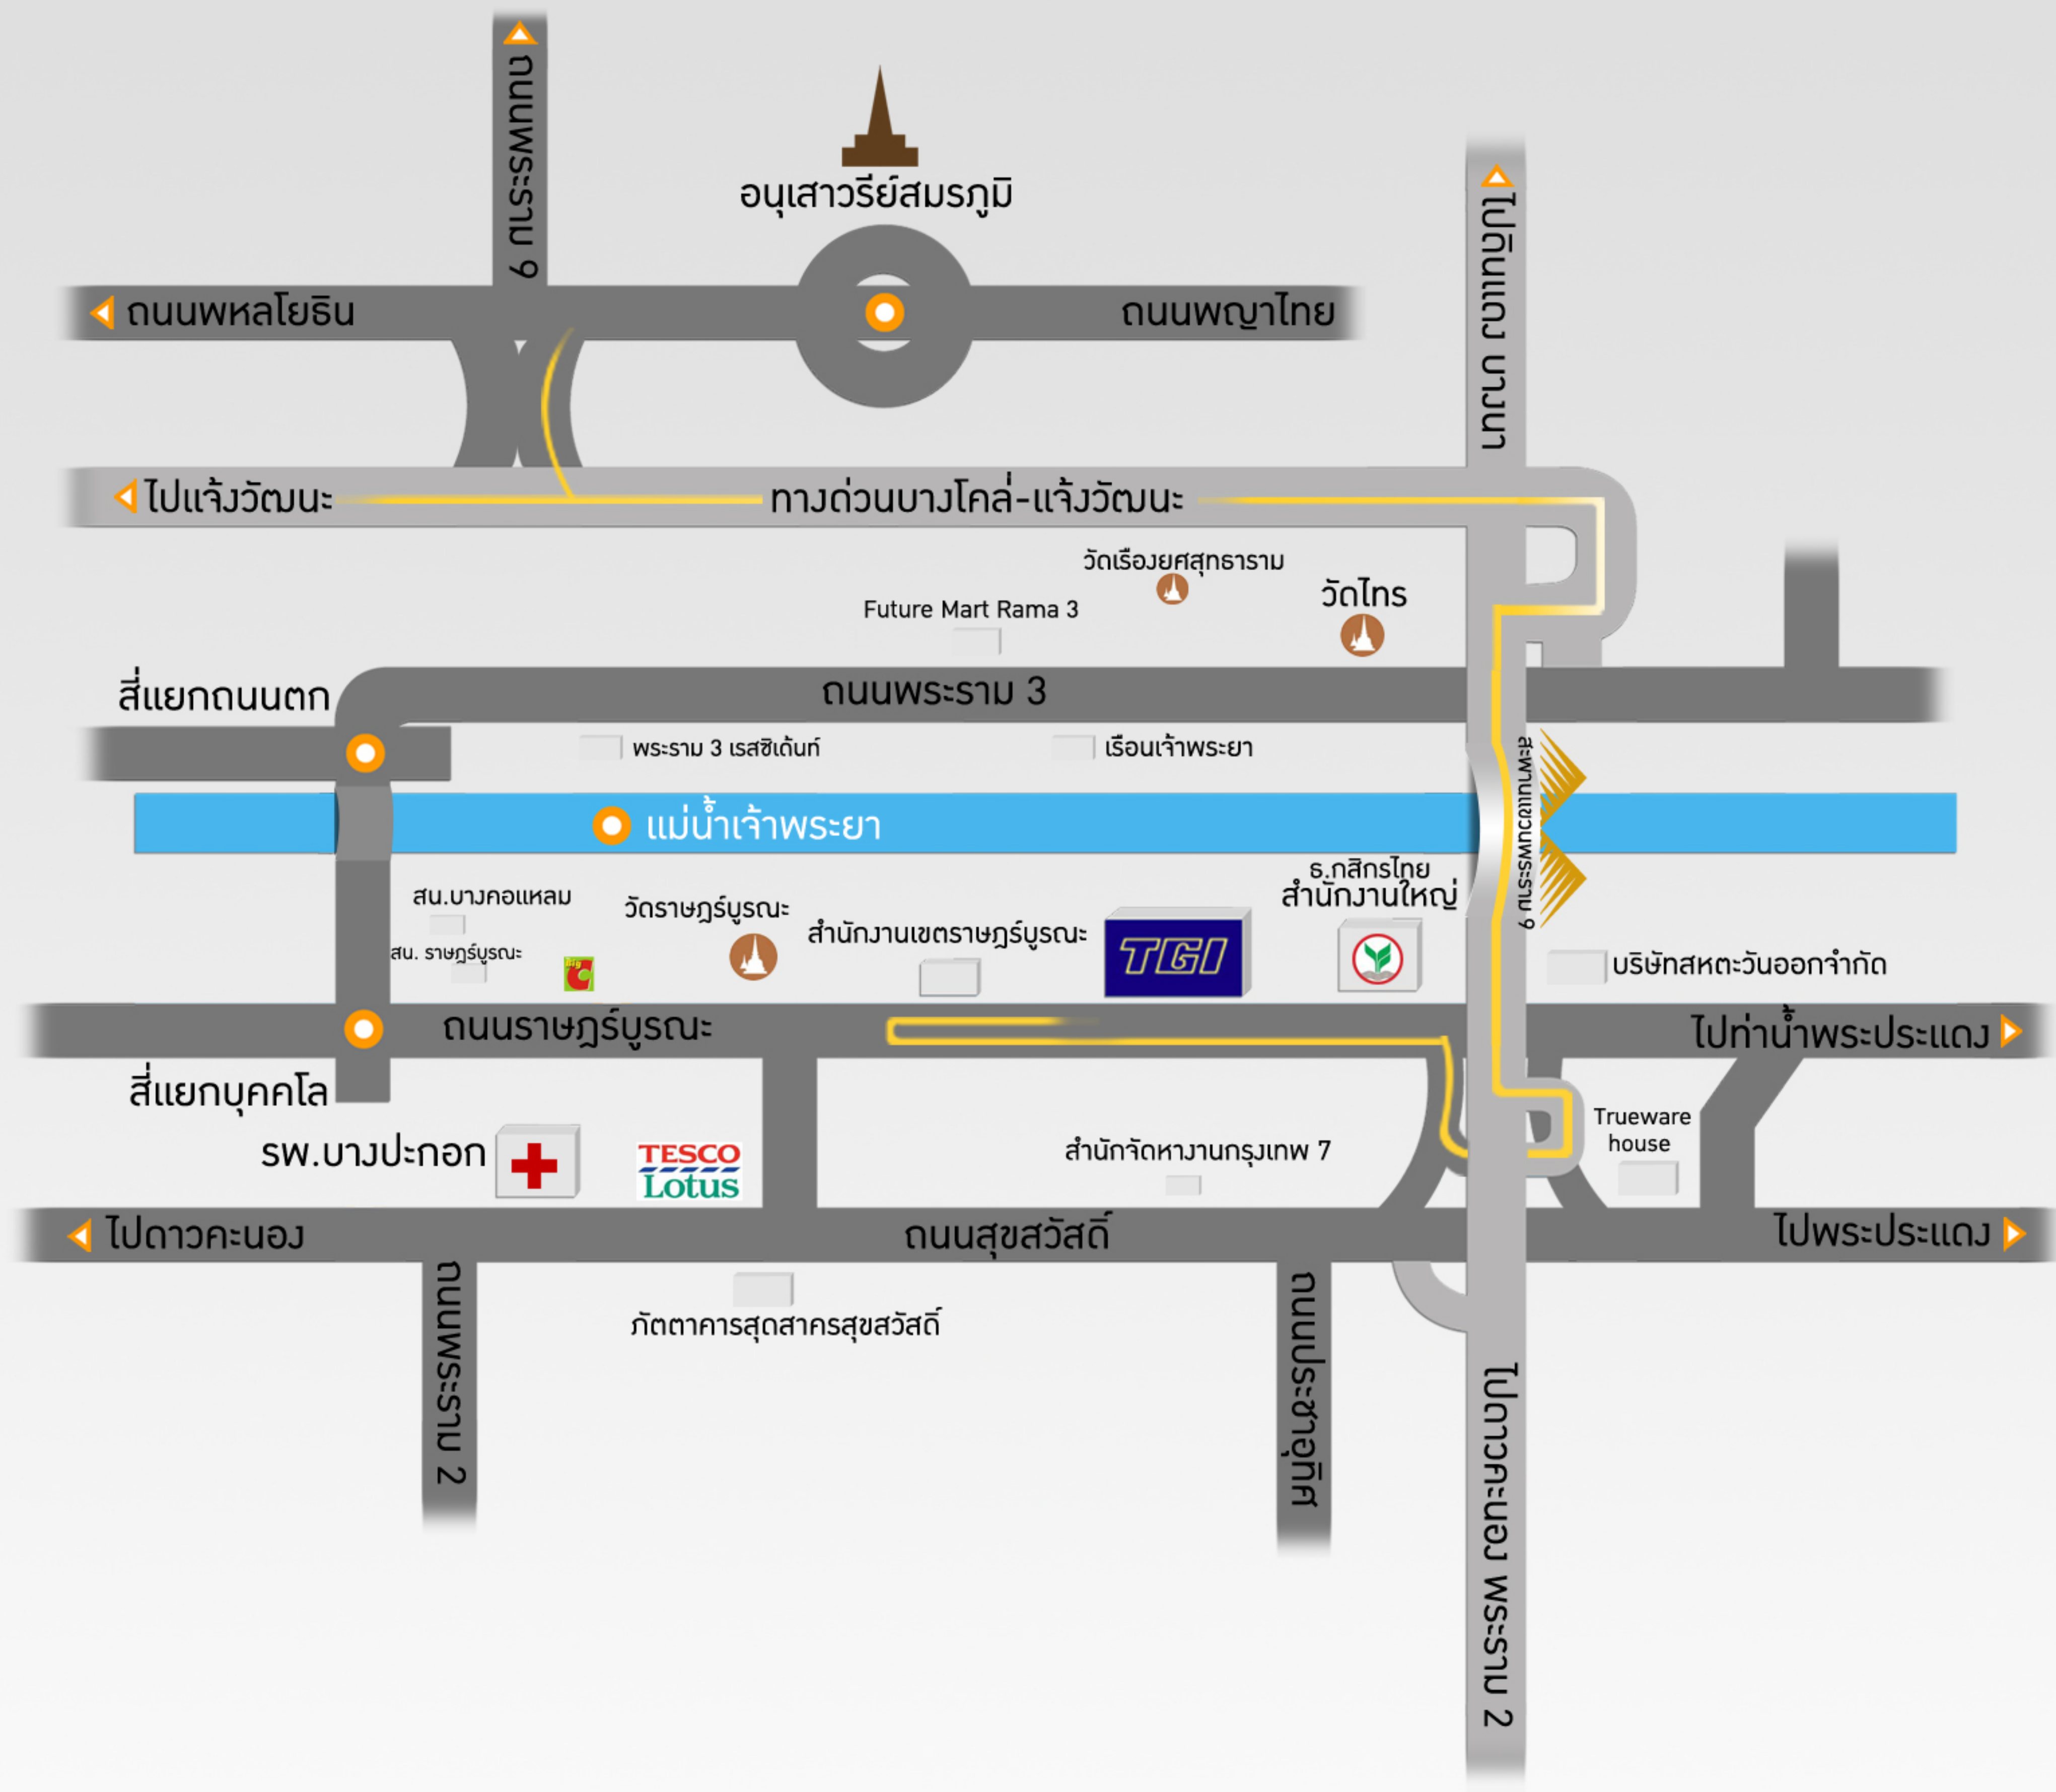 ถนนพระราม 9
อนุเสาวรีย์สมรภูมิ
ไปดินแดง บางนา
ถนนพหลโยธิน
ถนนพญาไทย
ไปแจ้งวัฒนะ
ทางด่วนบางโคล่-แจ้งวัฒนะ
วัดเรืองยศสุทธาราม
Future Mart Rama 3
วัดไทร
สี่แยกถนนตก
ถนนพระราม 3
พระราม 3 เรสซิเด้นท์
เรือนเจ้าพระยา
สะพานแขวนพระราม 9
แม่น้ำเจ้าพระยา
ธ.กสิกรไทย
สำนักงานใหญ่
สน.บางคอแหลม
วัดราษฎร์บูรณะ
สำนักงานเขตราษฎร์บูรณะ
TGI
สน. ราษฎร์บูรณะ
Big C
บริษัทสหตะวันออกจำกัด
ถนนราษฎร์บูรณะ
ไปท่าน้ำพระประแดง
สี่แยกบุคคโล
รพ.บางปะกอก
TESCO
Lotus
สำนักจัดหางานกรุงเทพ 7
Trueware
house
ไปดาวคะนอง
ถนนสุขสวัสดิ์
ไปพระประแดง
ถนนพระราม 2
ภัตตาคารสุดสาครสุขสวัสดิ์
ถนนประชาอุทิศ
ไปดาวคะนอง พระราม 2